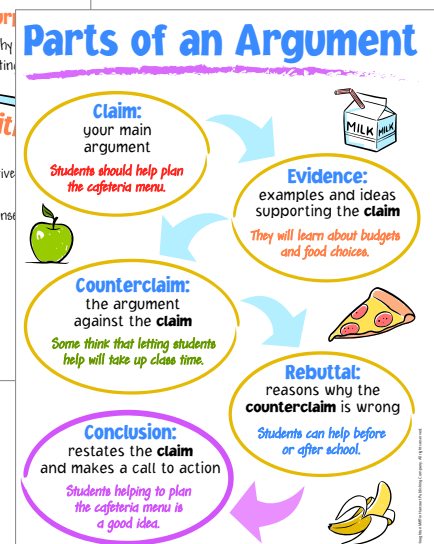 Parts of an Argument
Claim:
your main
argument
Students should help plan
the cafeteria menu.
MILK
MILK
Evidence:
examples and ideas
supporting the claim
They will learn about budgets
and food choices.
Counterclaim:
the argument
against the claim
Some think that letting students
help will take up class time.
Rebuttal:
reasons why the
counterclaim is wrong
Students can help before
or after school.
Conclusion:
restates the claim
and makes a call to action
Students helping to plan
the cafeteria menu is
a good idea.